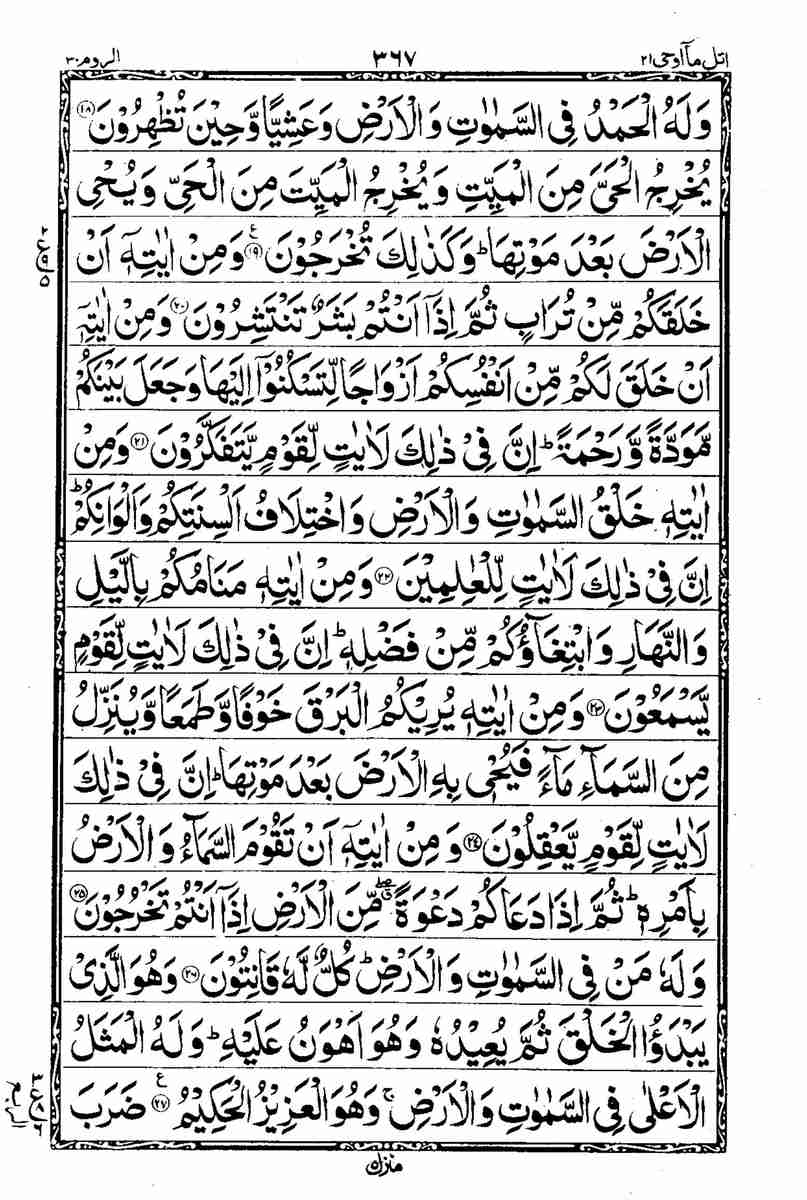 اتل ماۤ اوحی ۲۱
۳۶۷
الروم ۳۰
وَلَهُ الْحَمْدُ فِی السَّمٰوٰتِ وَ الْاَرْضِ وَعَشِیًّا وَّحِیْنَ تُظْهِرُوْنَ ۱۸
یُخْرِجُ الْحَیَّ مِنَ الْمَیِّتِ وَ یُخْرِجُ الْمَیِّتَ مِنَ الْحَیِّ وَ یُحْیِ
الْاَرْضَ بَعْدَ مَوْتِهَا ؕ وَكَذٰلِكَ تُخْرَجُوْنَ ۱۹ ع وَ مِنْ اٰیٰتِهٖۤ اَنْ
خَلَقَكُمْ مِّنْ تُرَابٍ ثُمَّ اِذَاۤ اَنْتُمْ بَشَرٌ تَنْتَشِرُوْنَ ۲۰ وَ مِنْ اٰیٰتِهٖۤ
اَنْ خَلَقَ لَكُمْ مِّنْ اَنْفُسِكُمْ اَزْوَاجًا لِّتَسْكُنُوْۤا اِلَیْهَا وَ جَعَلَ بَیْنَكُمْ
مَّوَدَّةً وَّ رَحْمَةً ؕ اِنَّ فِیْ ذٰلِكَ لَاٰیٰتٍ لِّقَوْمٍ یَّتَفَكَّرُوْنَ ۲۱ وَ مِنْ
اٰیٰتِهٖ خَلْقُ السَّمٰوٰتِ وَ الْاَرْضِ وَ اخْتِلَافُ اَلْسِنَتِكُمْ وَ اَلْوَانِكُمْ ؕ
اِنَّ فِیْ ذٰلِكَ لَاٰیٰتٍ لِّلْعٰلِمِیْنَ ۲۲ وَ مِنْ اٰیٰتِهٖ مَنَامُكُمْ بِالَّیْلِ
وَ النَّهَارِ وَ ابْتِغَآؤُكُمْ مِّنْ فَضْلِهٖ ؕ اِنَّ فِیْ ذٰلِكَ لَاٰیٰتٍ لِّقَوْمٍ
یَّسْمَعُوْنَ ۲۳ وَ مِنْ اٰیٰتِهٖ یُرِیْكُمُ الْبَرْقَ خَوْفًا وَّ طَمَعًا وَّ یُنَزِّلُ
مِنَ السَّمَآءِ مَآءً فَیُحْیٖ بِهِ الْاَرْضَ بَعْدَ مَوْتِهَا ؕ اِنَّ فِیْ ذٰلِكَ
لَاٰیٰتٍ لِّقَوْمٍ یَّعْقِلُوْنَ ۲۴ وَ مِنْ اٰیٰتِهٖۤ اَنْ تَقُوْمَ السَّمَآءُ وَ الْاَرْضُ
بِاَمْرِهٖ ؕ ثُمَّ اِذَا دَعَاكُمْ دَعْوَةً مِّنَ الْاَرْضِ اِذَاۤ اَنْتُمْ تَخْرُجُوْنَ ۲۵
وَ لَهٗ مَنْ فِی السَّمٰوٰتِ وَ الْاَرْضِ ؕ كُلٌّ لَّهٗ قَانِتُوْنَ ۲۶ وَ هُوَ الَّذِیْ
یَبْدَؤُا الْخَلْقَ ثُمَّ یُعِیْدُهٗ وَ هُوَ اَهْوَنُ عَلَیْهِ ؕ وَ لَهُ الْمَثَلُ
الْاَعْلٰی فِی السَّمٰوٰتِ وَ الْاَرْضِ ۚ وَ هُوَ الْعَزِیْزُ الْحَكِیْمُ ۲۷ ع ضَرَبَ
منزل ۵